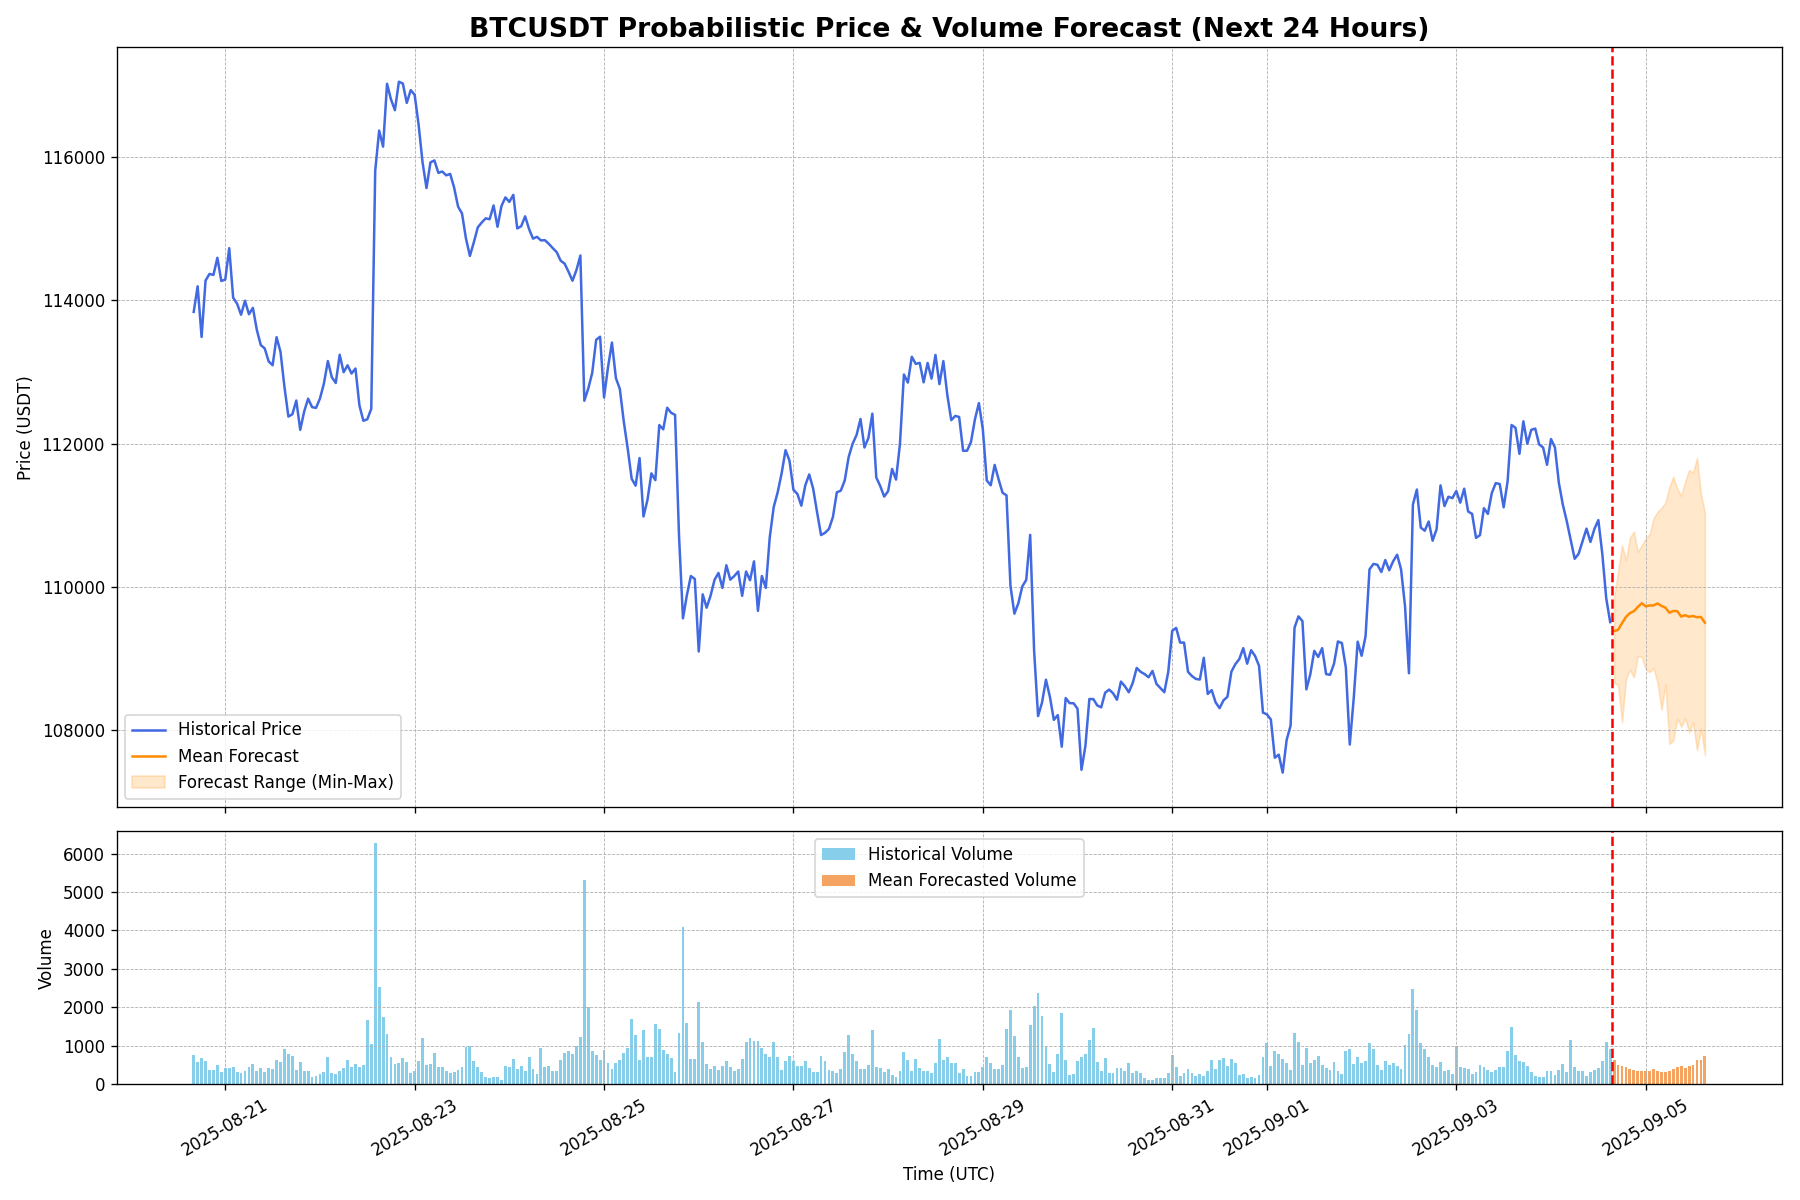 BTCUSDT Probabilistic Price & Volume Forecast (Next 24 Hours)
Price (USDT)
116000
114000
112000
110000
108000
Historical Price
Mean Forecast
Forecast Range (Min-Max)
Volume
6000
5000
4000
3000
2000
1000
0
Historical Volume
Mean Forecasted Volume
2025-08-21
2025-08-23
2025-08-25
2025-08-27
2025-08-29
2025-08-31
2025-09-01
2025-09-03
2025-09-05
Time (UTC)